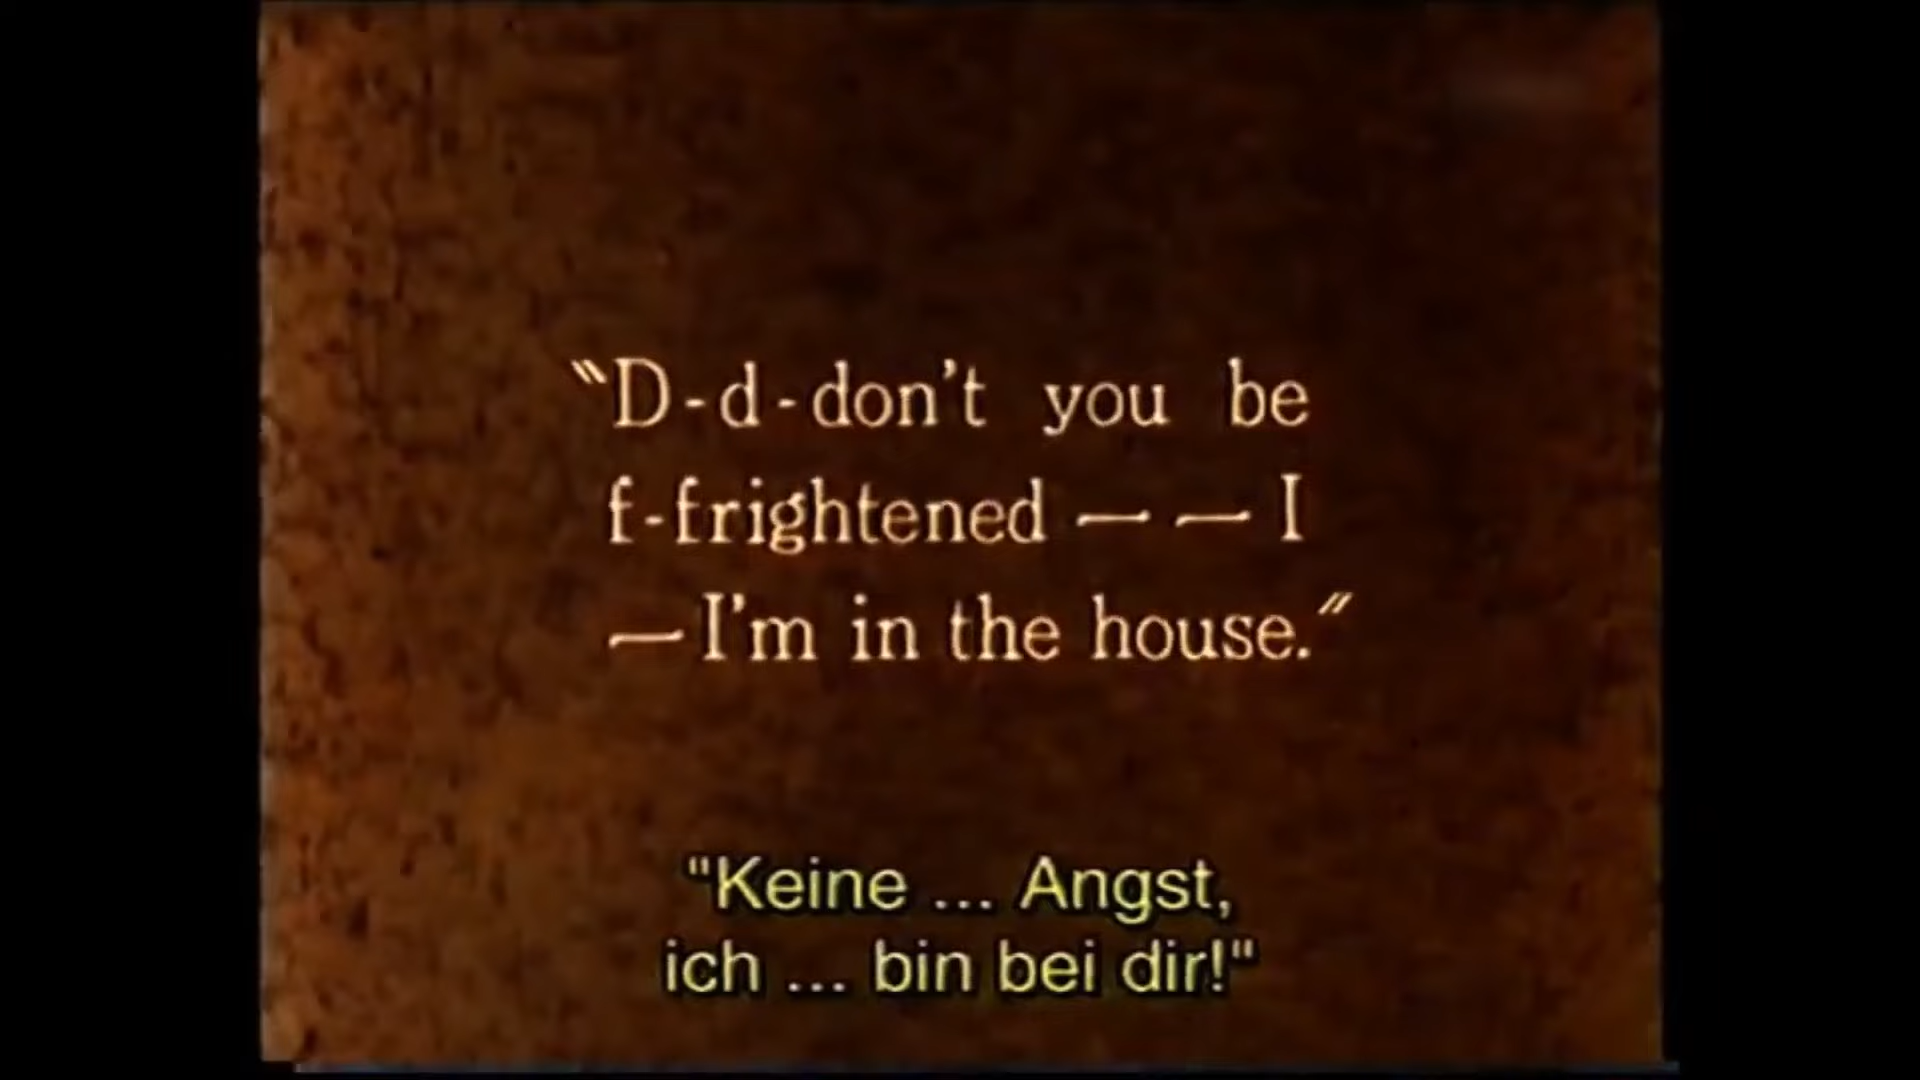 "D-d-don't you be
f-frightened — — I
—I'm in the house."
"Keine ... Angst,
ich ... bin bei dir!"